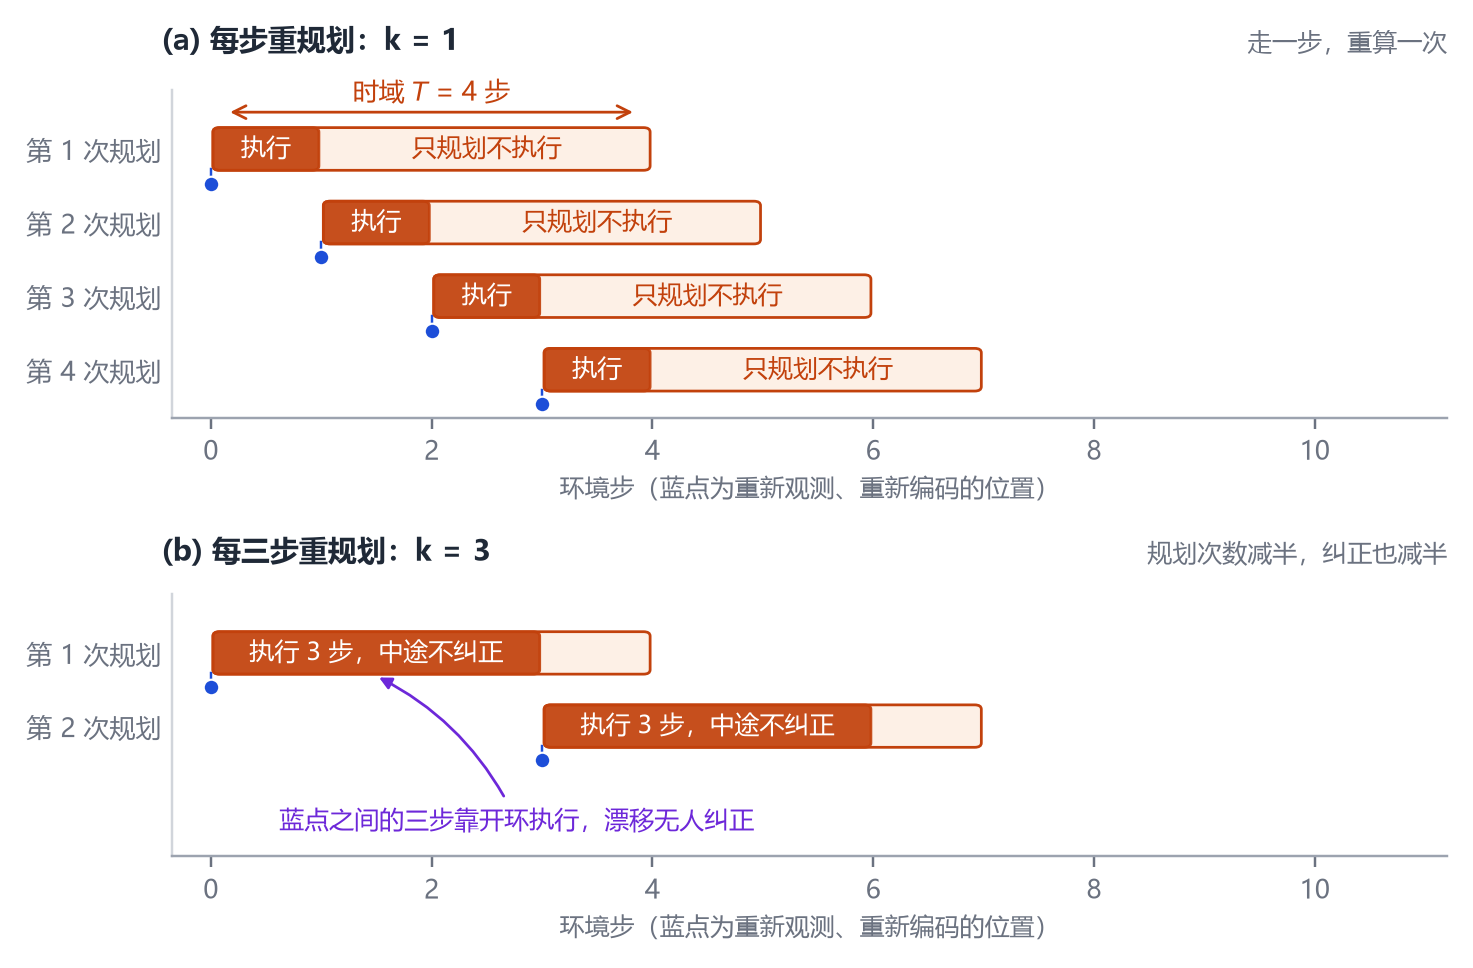 (a) 每步重规划：k = 1
走一步，重算一次
时域 T = 4 步
第 1 次规划
执行
只规划不执行
第 2 次规划
执行
只规划不执行
第 3 次规划
执行
只规划不执行
第 4 次规划
执行
只规划不执行
0 2 4 6 8 10
环境步（蓝点为重新观测、重新编码的位置）
(b) 每三步重规划：k = 3
规划次数减半，纠正也减半
第 1 次规划
执行 3 步，中途不纠正
第 2 次规划
执行 3 步，中途不纠正
蓝点之间的三步靠开环执行，漂移无人纠正
0 2 4 6 8 10
环境步（蓝点为重新观测、重新编码的位置）